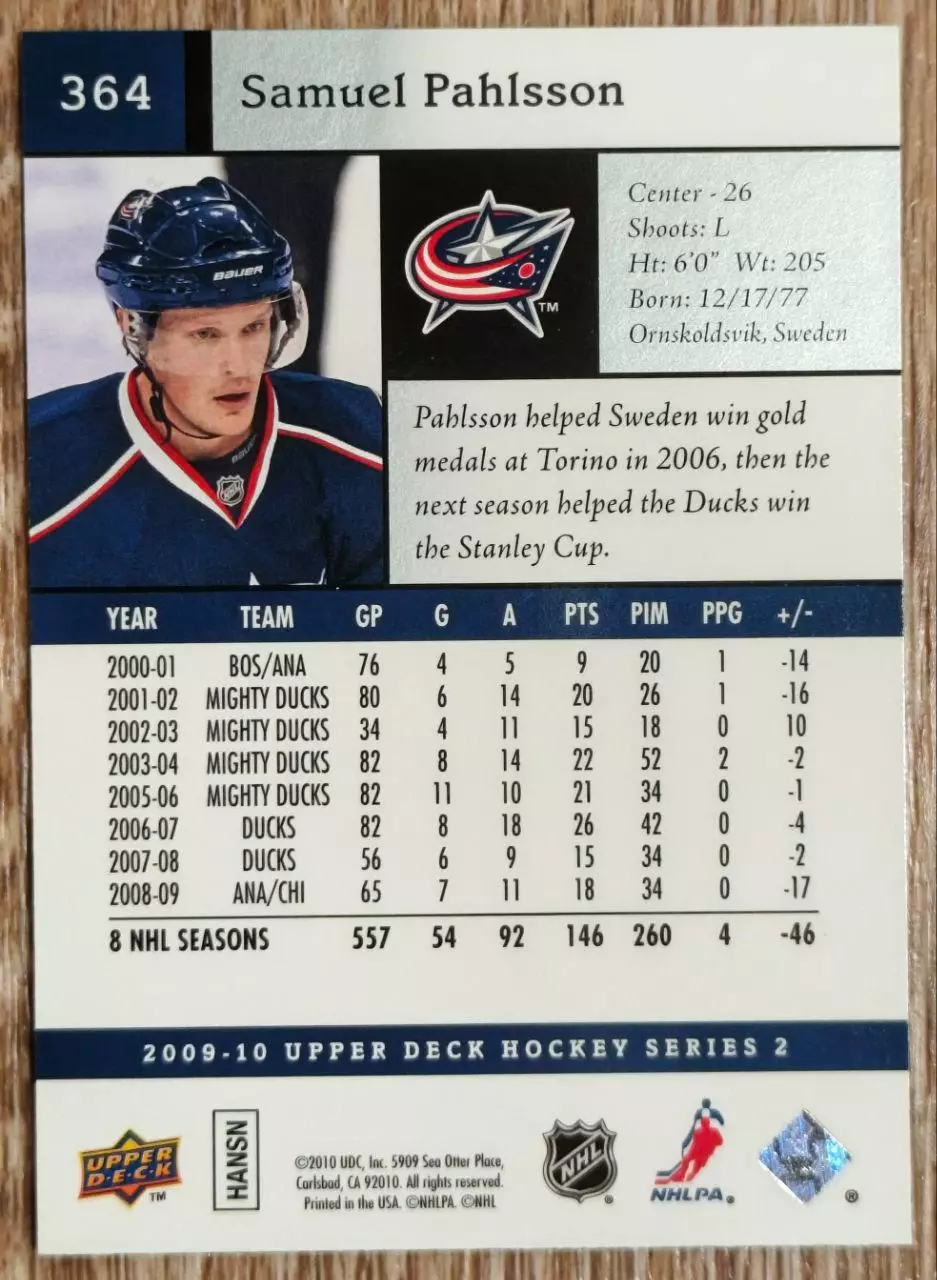 364
Samuel Pahlsson
BAUER
BAUER
NHL
TM
Center - 26
Shoots: L
Ht: 6'0" Wt: 205
Born: 12/17/77
Ornskoldsvik, Sweden
Pahlsson helped Sweden win gold
medals at Torino in 2006, then the
next season helped the Ducks win
the Stanley Cup.
YEAR TEAM GP G A PTS PIM PPG +/-
2000-01 BOS/ANA 76 4 5 9 20 1 -14
2001-02 MIGHTY DUCKS 80 6 14 20 26 1 -16
2002-03 MIGHTY DUCKS 34 4 11 15 18 0 10
2003-04 MIGHTY DUCKS 82 8 14 22 52 2 -2
2005-06 MIGHTY DUCKS 82 11 10 21 34 0 -1
2006-07 DUCKS 82 8 18 26 42 0 -4
2007-08 DUCKS 56 6 9 15 34 0 -2
2008-09 ANA/CHI 65 7 11 18 34 0 -17
8 NHL SEASONS 557 54 92 146 260 4 -46
2009-10 UPPER DECK HOCKEY SERIES 2
UPPER
D·E·C·K
TM
HANSN
©2010 UDC, Inc. 5909 Sea Otter Place,
Carlsbad, CA 92010. All rights reserved.
Printed in the USA. ©NHLPA. ©NHL
NHL
®
NHLPA®
®